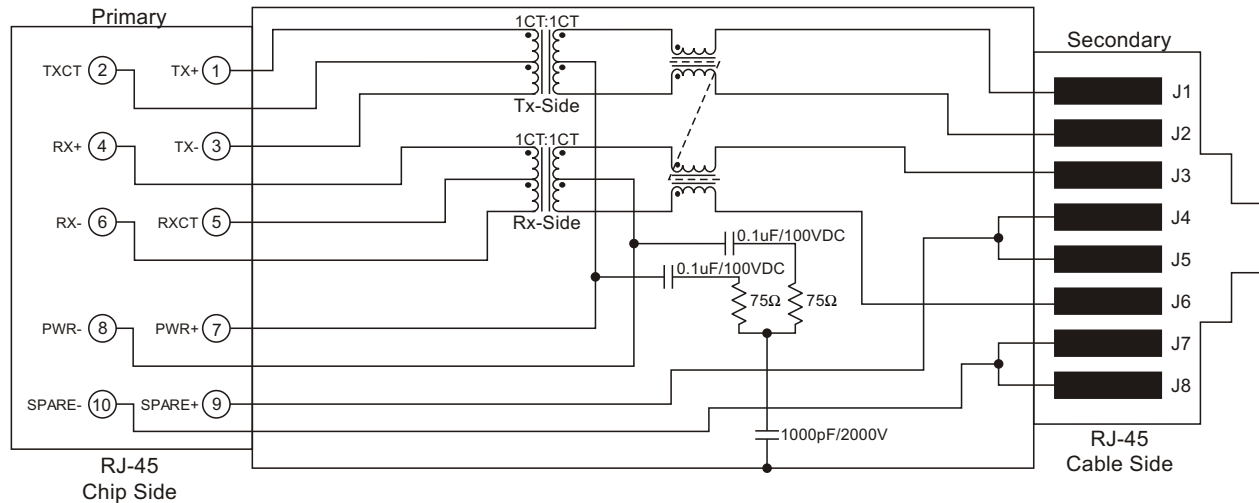 Primary
TXCT 2
TX+ 1
RX+ 4
TX- 3
RX- 6
RXCT 5
PWR- 8
PWR+ 7
SPARE- 10
SPARE+ 9
RJ-45
Chip Side
1CT:1CT
Tx-Side
1CT:1CT
Rx-Side
0.1uF/100VDC
0.1uF/100VDC
75Ω
75Ω
1000pF/2000V
Secondary
J1
J2
J3
J4
J5
J6
J7
J8
RJ-45
Cable Side